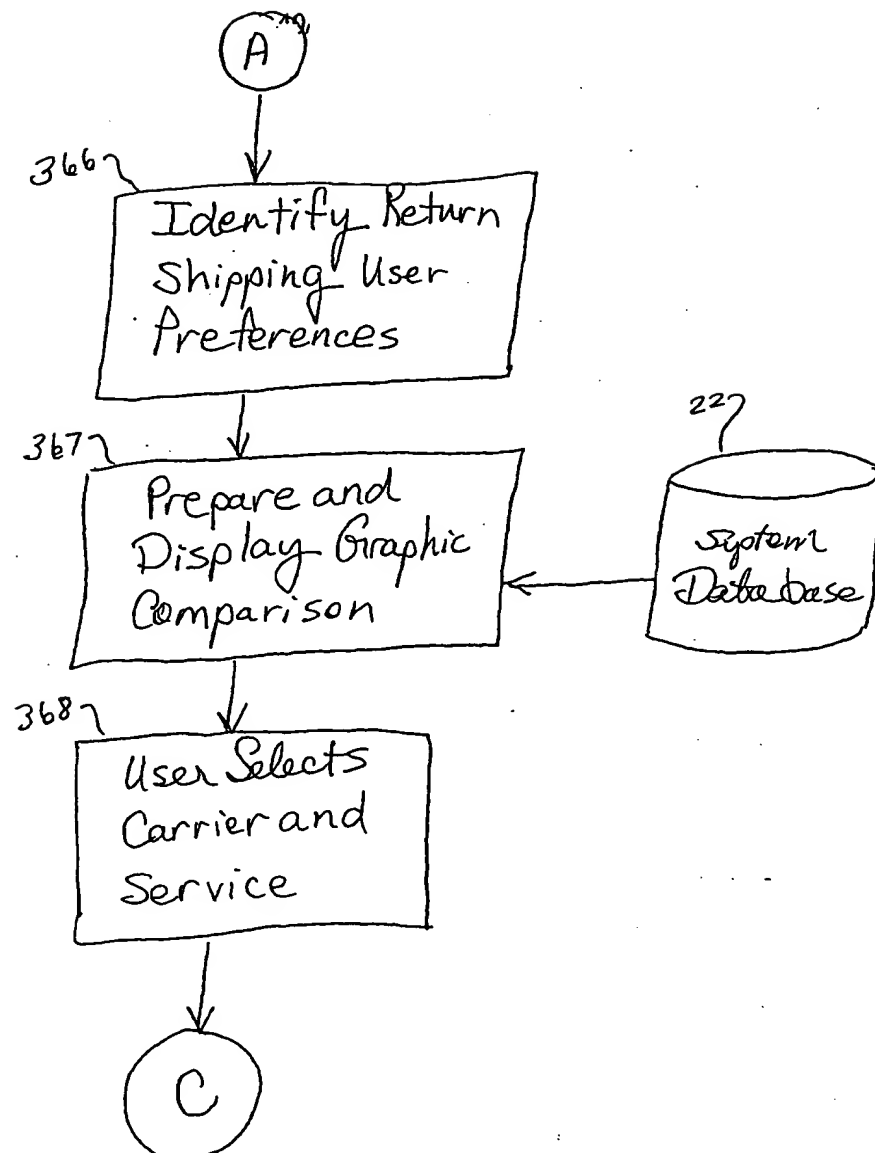 A
366
Identify Return
Shipping User
Preferences
367
Prepare and
Display Graphic
Comparison
22
System
Database
368
User Selects
Carrier and
Service
C